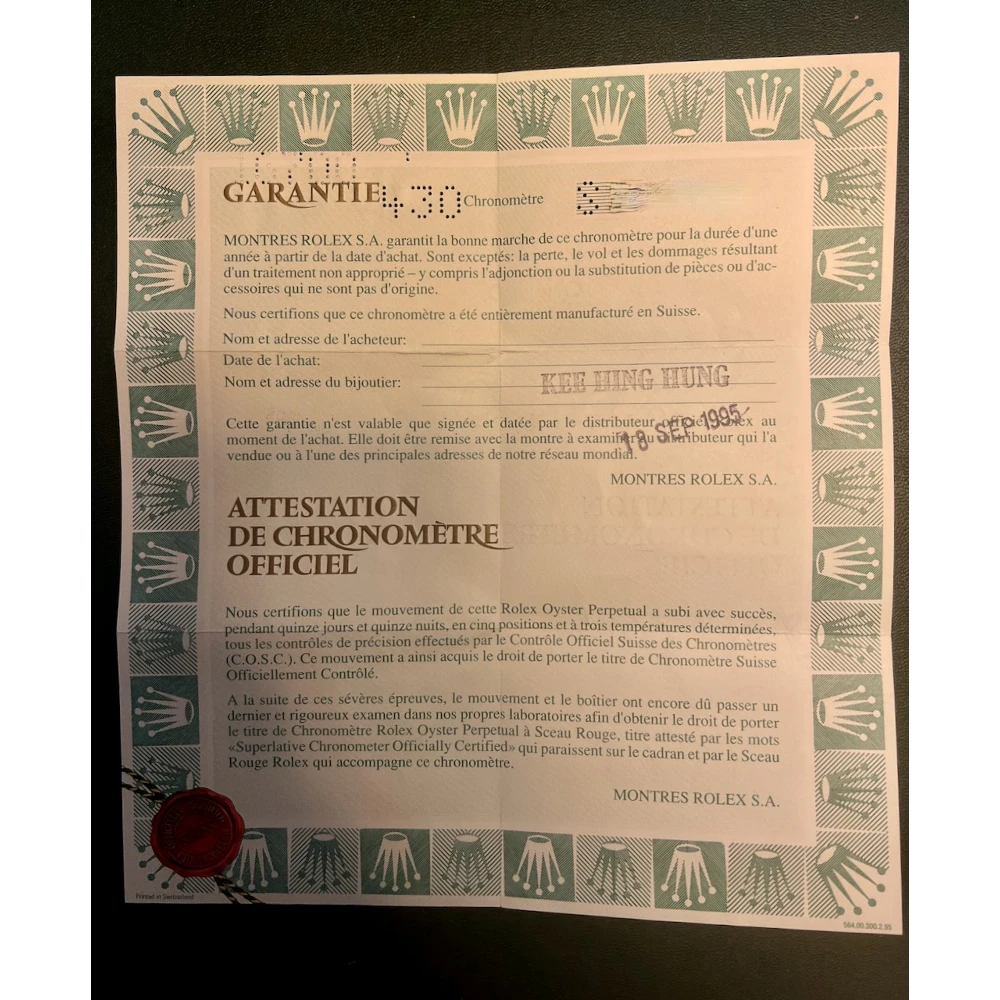 GARANTIE 430 Chronomètre S
MONTRES ROLEX S.A. garantit la bonne marche de ce chronomètre pour la durée d'une
année à partir de la date d'achat. Sont exceptés: la perte, le vol et les dommages résultant
d'un traitement non approprié – y compris l'adjonction ou la substitution de pièces ou d'ac-
cessoires qui ne sont pas d'origine.
Nous certifions que ce chronomètre a été entièrement manufacturé en Suisse.
Nom et adresse de l'acheteur:
Date de l'achat:
Nom et adresse du bijoutier: KEE HING HUNG
Cette garantie n'est valable que signée et datée par le distributeur officiel Rolex au
18 SEP 1995
moment de l'achat. Elle doit être remise avec la montre à examiner au distributeur qui l'a
vendue ou à l'une des principales adresses de notre réseau mondial.
MONTRES ROLEX S.A.
ATTESTATION
DE CHRONOMÈTRE
OFFICIEL
Nous certifions que le mouvement de cette Rolex Oyster Perpetual a subi avec succès,
pendant quinze jours et quinze nuits, en cinq positions et à trois températures déterminées,
tous les contrôles de précision effectués par le Contrôle Officiel Suisse des Chronomètres
(C.O.S.C.). Ce mouvement a ainsi acquis le droit de porter le titre de Chronomètre Suisse
Officiellement Contrôlé.
A la suite de ces sévères épreuves, le mouvement et le boîtier ont encore dû passer un
dernier et rigoureux examen dans nos propres laboratoires afin d'obtenir le droit de porter
le titre de Chronomètre Rolex Oyster Perpetual à Sceau Rouge, titre attesté par les mots
«Superlative Chronometer Officially Certified» qui paraissent sur le cadran et par le Sceau
Rouge Rolex qui accompagne ce chronomètre.
MONTRES ROLEX S.A.
Printed in Switzerland
564.00.300.2.95